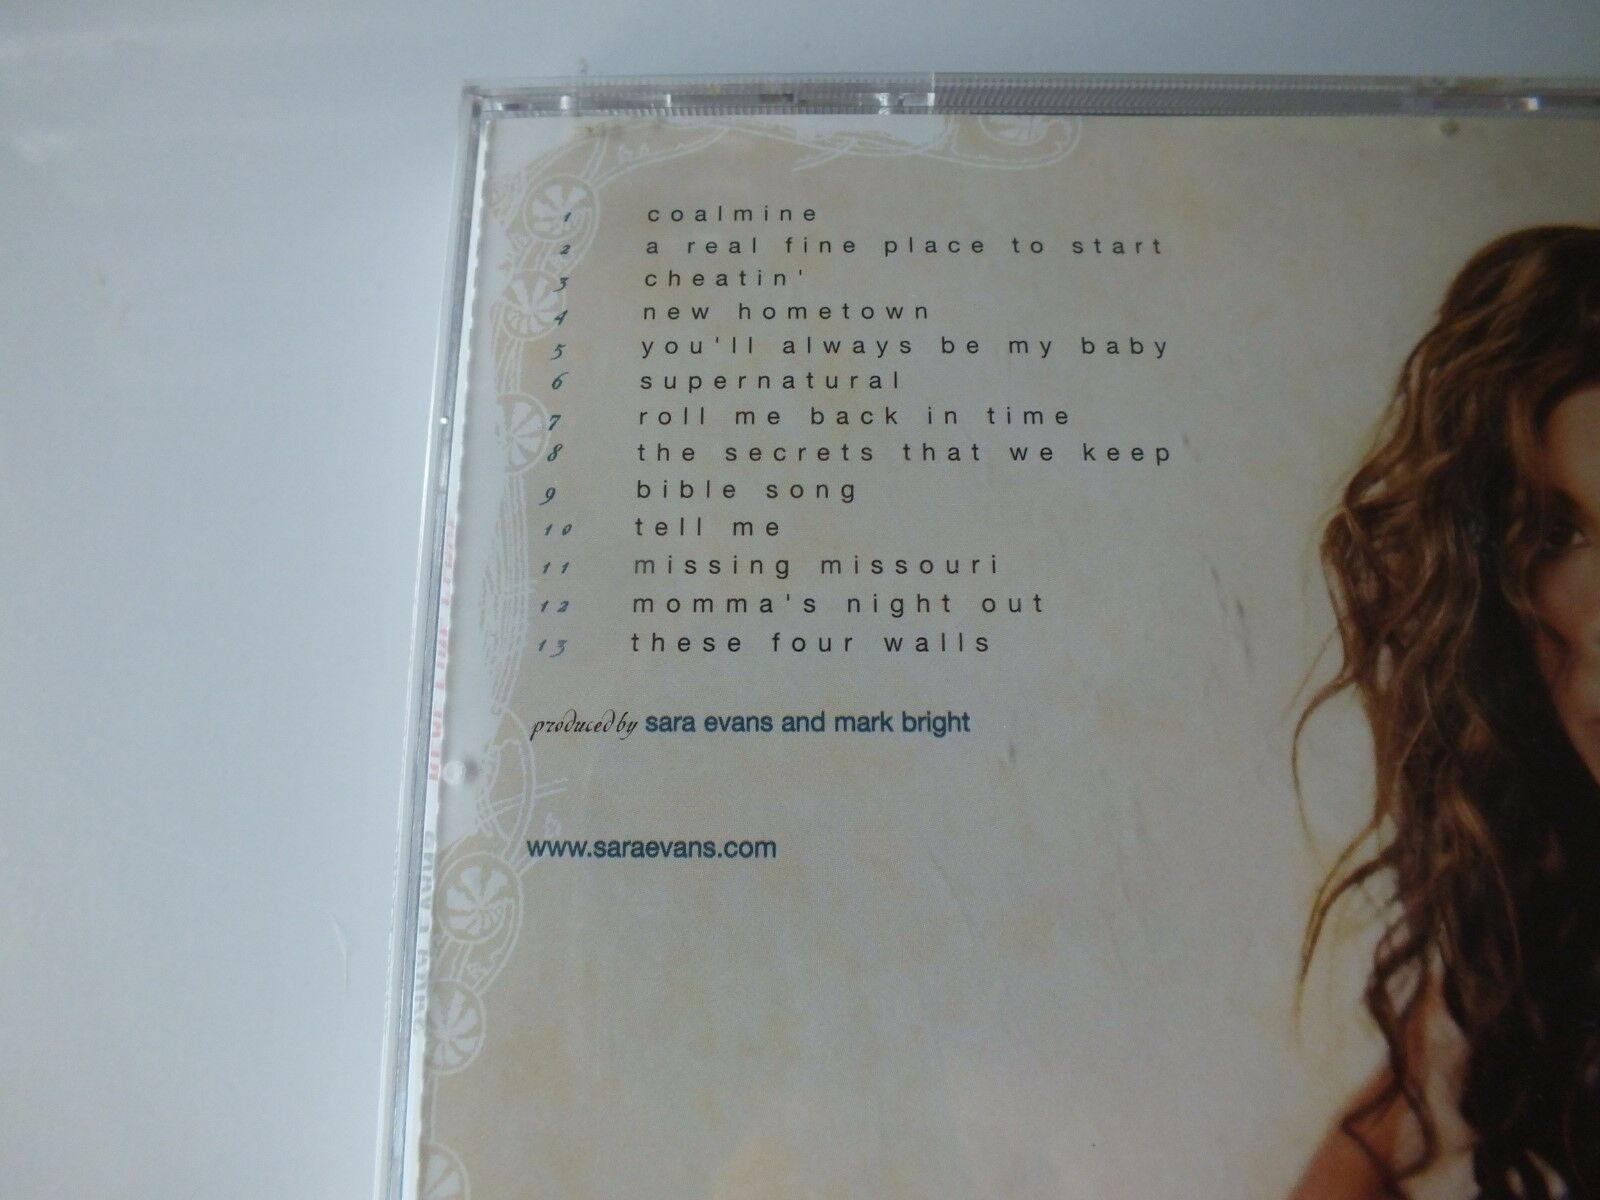 1 coalmine
2 a real fine place to start
3 cheatin'
4 new hometown
5 you'll always be my baby
6 supernatural
7 roll me back in time
8 the secrets that we keep
9 bible song
10 tell me
11 missing missouri
12 momma's night out
13 these four walls
produced by sara evans and mark bright
www.saraevans.com